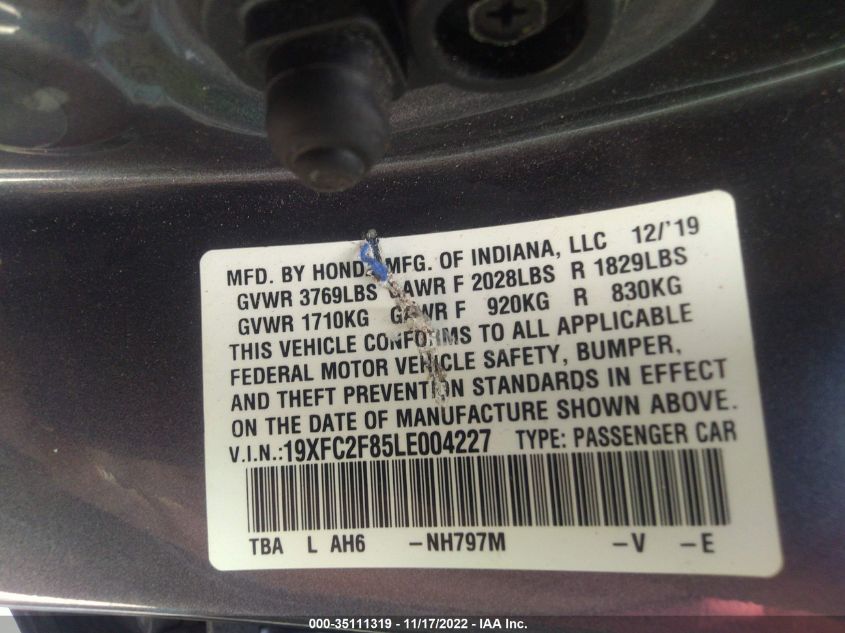 MFD. BY HONDA MFG. OF INDIANA, LLC 12/'19
GVWR 3769LBS GAWR F 2028LBS R 1829LBS
GVWR 1710KG GAWR F 920KG R 830KG
THIS VEHICLE CONFORMS TO ALL APPLICABLE
FEDERAL MOTOR VEHICLE SAFETY, BUMPER,
AND THEFT PREVENTION STANDARDS IN EFFECT
ON THE DATE OF MANUFACTURE SHOWN ABOVE.
V.I.N.:19XFC2F85LE004227 TYPE: PASSENGER CAR
TBA L AH6 -NH797M -V -E
000-35111319 - 11/17/2022 - IAA Inc.